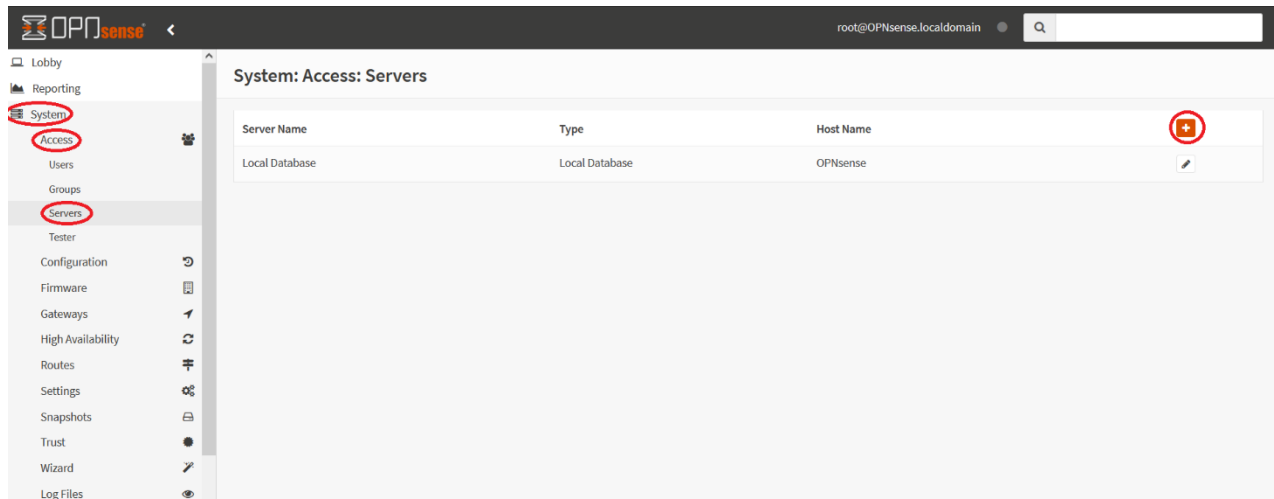 OPNsense
root@OPNsense.localdomain
Lobby
Reporting
System
Access
Users
Groups
Servers
Tester
Configuration
Firmware
Gateways
High Availability
Routes
Settings
Snapshots
Trust
Wizard
Log Files
System: Access: Servers
Server Name Type Host Name
Local Database Local Database OPNsense